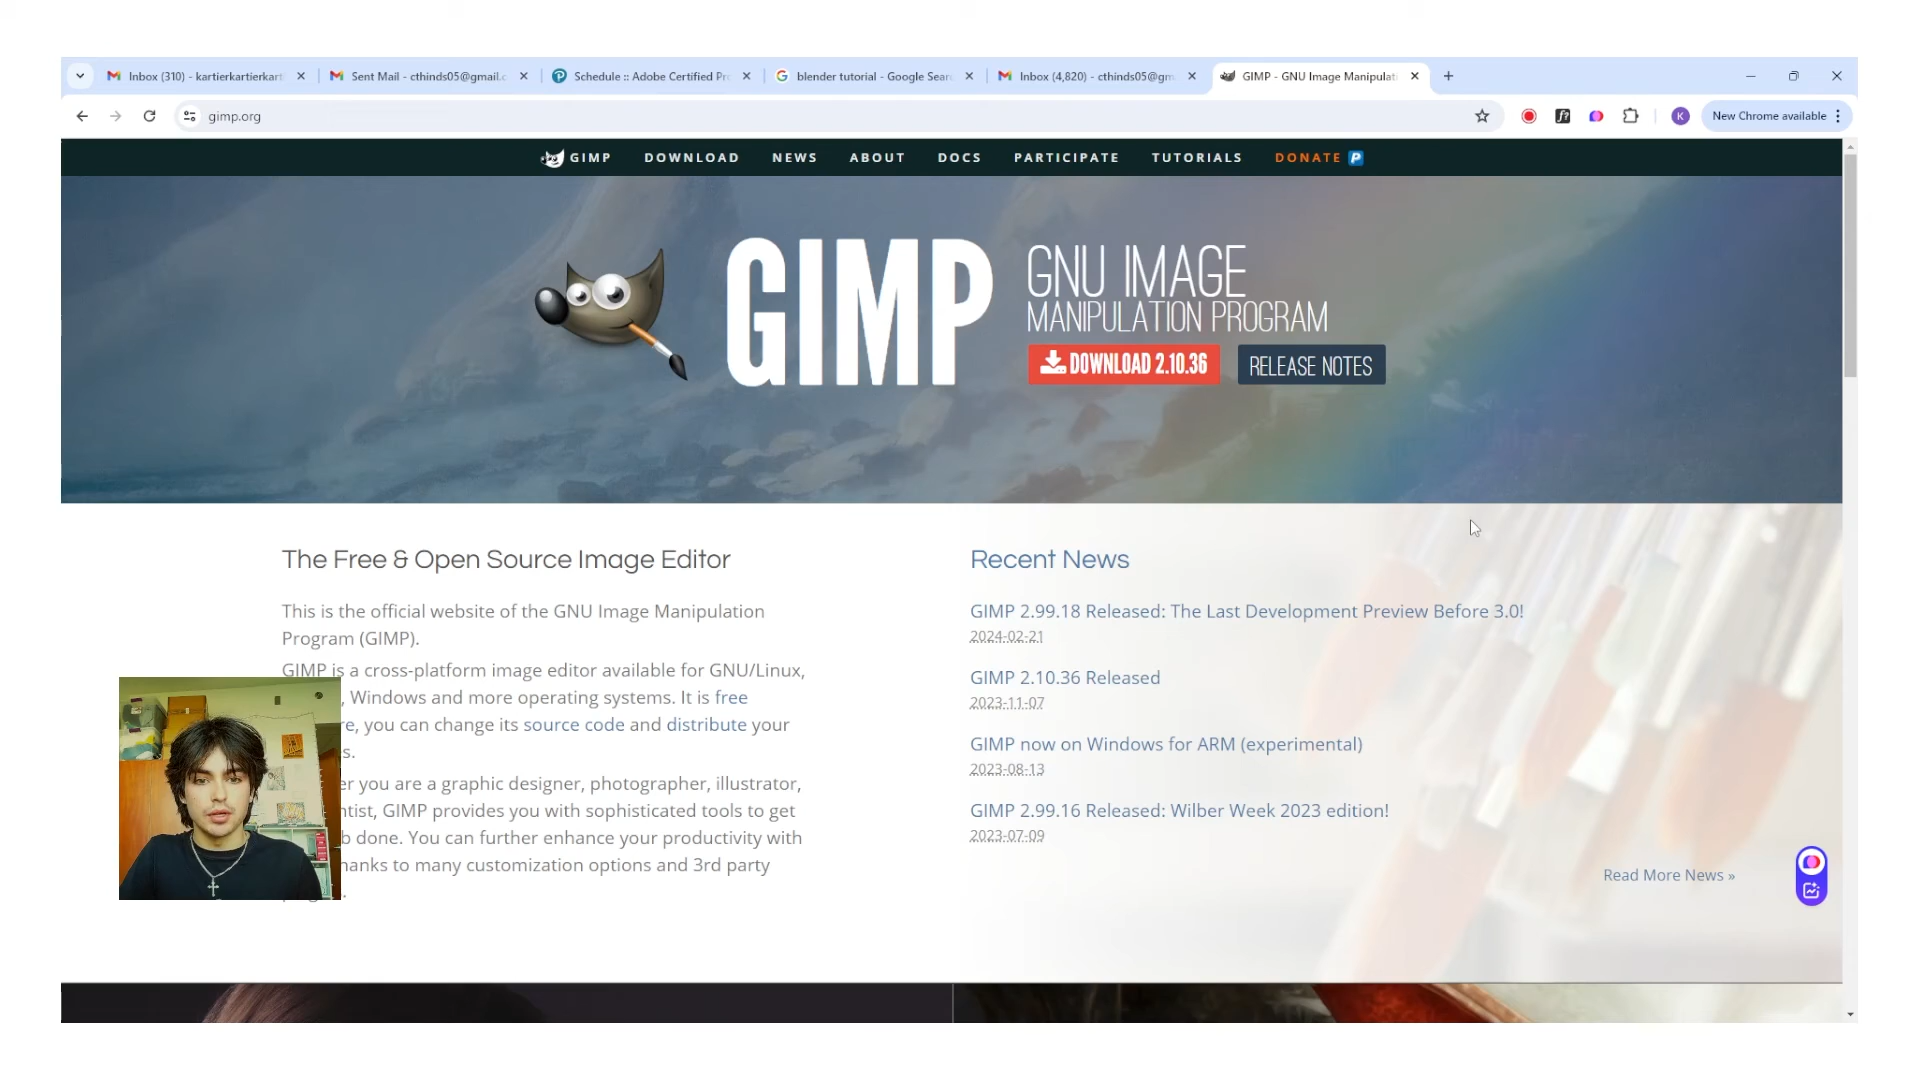 Inbox (310) - kartierkartierkart
Sent Mail - cthinds05@gmail.c
Schedule :: Adobe Certified Pr
blender tutorial - Google Sear
Inbox (4,820) - cthinds05@gm
GIMP - GNU Image Manipulat
gimp.org
K
New Chrome available
GIMP
DOWNLOAD
NEWS
ABOUT
DOCS
PARTICIPATE
TUTORIALS
DONATE
GIMP
GNU IMAGE
MANIPULATION PROGRAM
DOWNLOAD 2.10.36
RELEASE NOTES
The Free & Open Source Image Editor
This is the official website of the GNU Image Manipulation
Program (GIMP).
GIMP is a cross-platform image editor available for GNU/Linux,
, Windows and more operating systems. It is free
re, you can change its source code and distribute your
s.
er you are a graphic designer, photographer, illustrator,
ntist, GIMP provides you with sophisticated tools to get
b done. You can further enhance your productivity with
hanks to many customization options and 3rd party
Recent News
GIMP 2.99.18 Released: The Last Development Preview Before 3.0!
2024-02-21
GIMP 2.10.36 Released
2023-11-07
GIMP now on Windows for ARM (experimental)
2023-08-13
GIMP 2.99.16 Released: Wilber Week 2023 edition!
2023-07-09
Read More News »